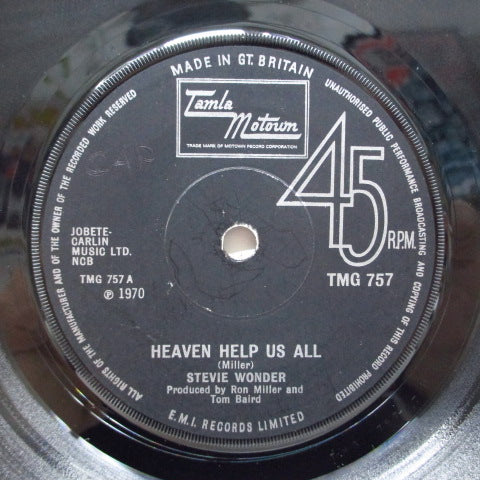 MADE IN GT. BRITAIN
UNAUTHORISED PUBLIC PERFORMANCE BROADCASTING AND COPYING OF THIS RECORD PROHIBITED
ALL RIGHTS OF THE MANUFACTURER AND OF THE OWNER OF THE RECORDED WORK RESERVED
Tamla
Motown
TRADE MARK OF MOTOWN RECORD CORPORATION
45
R.P.M.
JOBETE-
CARLIN
MUSIC LTD.
NCB
TMG 757 A
℗ 1970
TMG 757
HEAVEN HELP US ALL
(Miller)
STEVIE WONDER
Produced by Ron Miller and
Tom Baird
E.M.I. RECORDS LIMITED